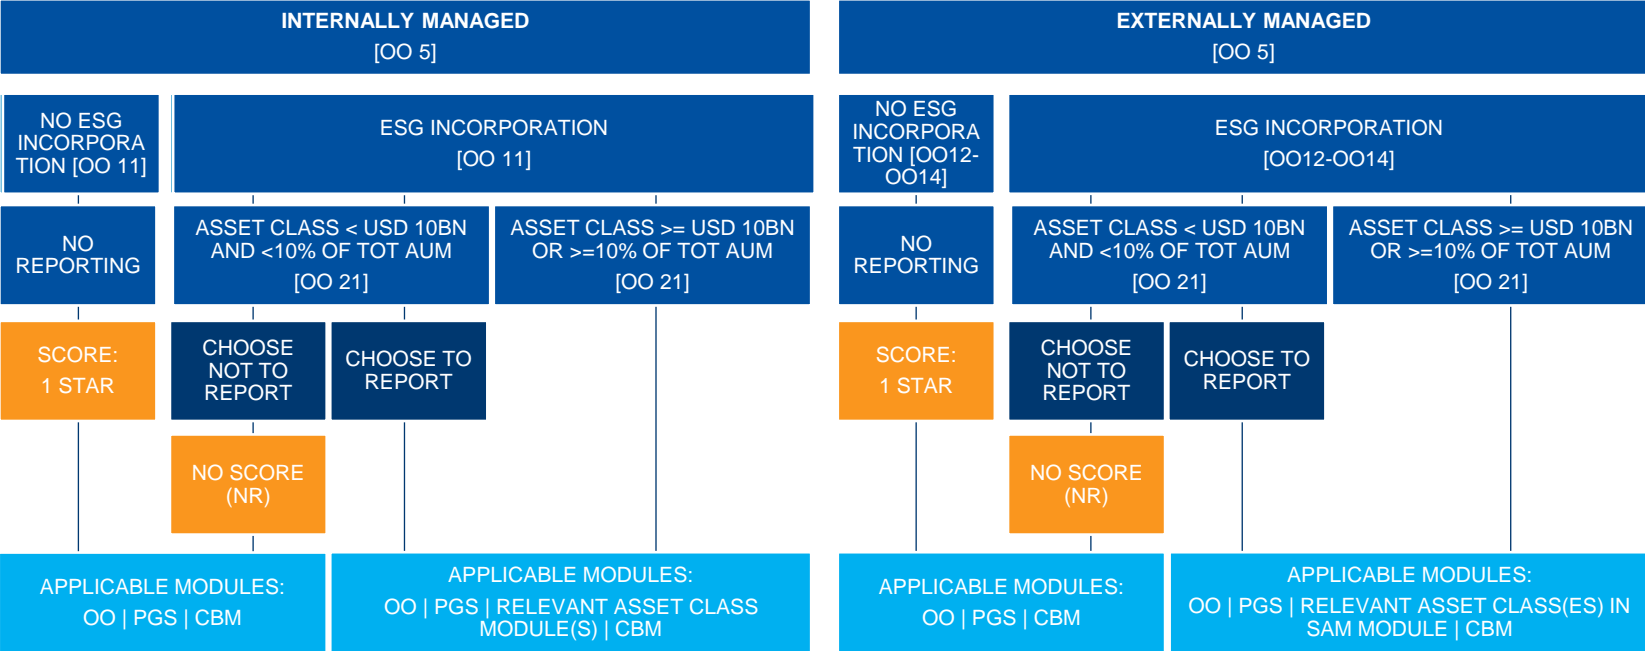 INTERNALLY MANAGED
[OO 5]
EXTERNALLY MANAGED
[OO 5]
NO ESG
INCORPORA
TION [OO 11]
ESG INCORPORATION
[OO 11]
NO ESG
INCORPORA
TION [OO12-
OO14]
ESG INCORPORATION
[OO12-OO14]
NO
REPORTING
ASSET CLASS < USD 10BN
AND <10% OF TOT AUM
[OO 21]
ASSET CLASS >= USD 10BN
OR >=10% OF TOT AUM
[OO 21]
NO
REPORTING
ASSET CLASS < USD 10BN
AND <10% OF TOT AUM
[OO 21]
ASSET CLASS >= USD 10BN
OR >=10% OF TOT AUM
[OO 21]
SCORE:
1 STAR
CHOOSE
NOT TO
REPORT
CHOOSE TO
REPORT
SCORE:
1 STAR
CHOOSE
NOT TO
REPORT
CHOOSE TO
REPORT
NO SCORE
(NR)
NO SCORE
(NR)
APPLICABLE MODULES:
OO | PGS | CBM
APPLICABLE MODULES:
OO | PGS | RELEVANT ASSET CLASS
MODULE(S) | CBM
APPLICABLE MODULES:
OO | PGS | CBM
APPLICABLE MODULES:
OO | PGS | RELEVANT ASSET CLASS(ES) IN
SAM MODULE | CBM